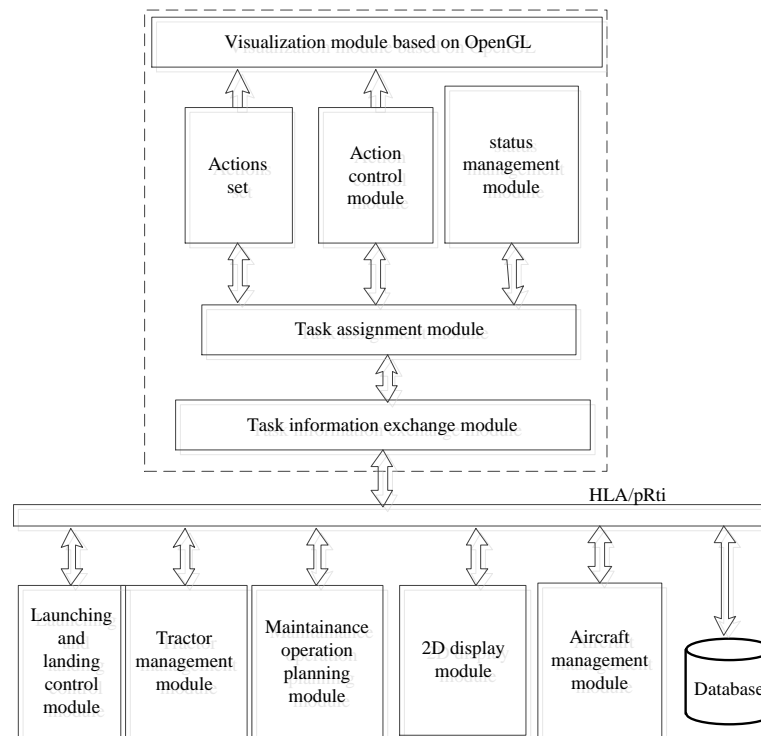 Visualization module based on OpenGL
Actions
set
Action
control
module
status
management
module
Task assignment module
Task information exchange module
HLA/pRti
Launching
and
landing
control
module
Tractor
management
module
Maintainance
operation
planning
module
2D display
module
Aircraft
management
module
Database